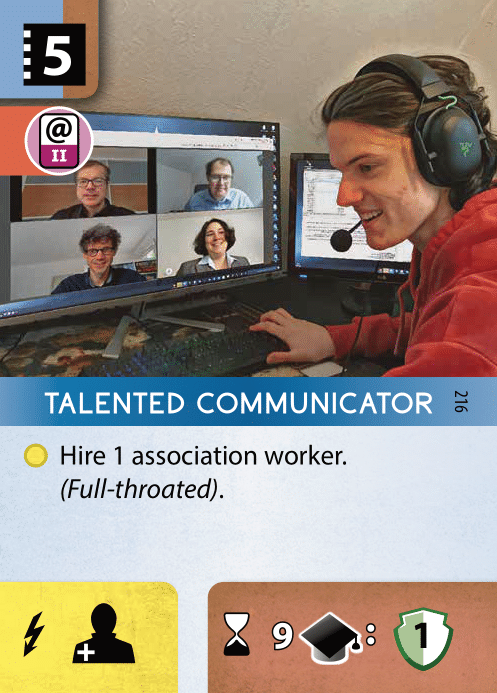 5
@
II
TALENTED COMMUNICATOR
216
Hire 1 association worker.
(Full-throated).
+
9 :
1